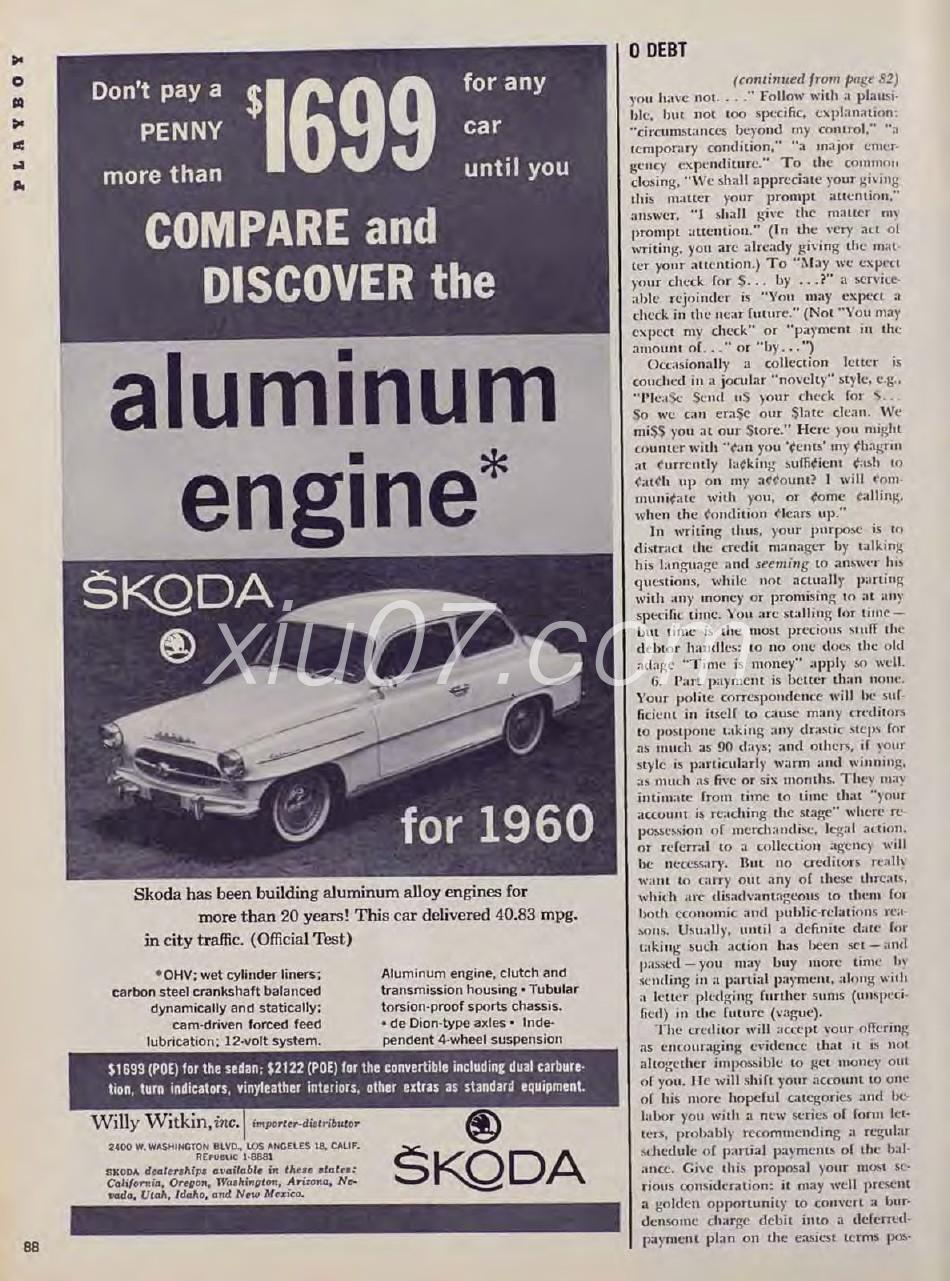 PLAYBOY
Don't pay a
PENNY
more than
$1699
for any
car
until you
COMPARE and
DISCOVER the
aluminum
engine*
ŠKODA
for 1960
Skoda has been building aluminum alloy engines for
more than 20 years! This car delivered 40.83 mpg.
in city traffic. (Official Test)
*OHV; wet cylinder liners;
carbon steel crankshaft balanced
dynamically and statically;
cam-driven forced feed
lubrication; 12-volt system.
Aluminum engine, clutch and
transmission housing • Tubular
torsion-proof sports chassis.
• de Dion-type axles • Inde-
pendent 4-wheel suspension
$1699 (POE) for the sedan; $2122 (POE) for the convertible including dual carbure-
tion, turn indicators, vinyleather interiors, other extras as standard equipment.
Willy Witkin, inc. importer-distributor
2400 W. WASHINGTON BLVD., LOS ANGELES 18, CALIF.
REPUBLIC 1-8881
SKODA dealerships available in these states:
California, Oregon, Washington, Arizona, Ne-
vada, Utah, Idaho, and New Mexico.
ŠKODA
88
O DEBT
(continued from page 82)
you have not. . . ." Follow with a plausi-
ble, but not too specific, explanation:
"circumstances beyond my control," "a
temporary condition," "a major emer-
gency expenditure." To the common
closing, "We shall appreciate your giving
this matter your prompt attention,"
answer, "I shall give the matter my
prompt attention." (In the very act of
writing, you are already giving the mat-
ter your attention.) To "May we expect
your check for $. . . by . . .?" a service-
able rejoinder is "You may expect a
check in the near future." (Not "You may
expect my check" or "payment in the
amount of. . ." or "by. . .")
Occasionally a collection letter is
couched in a jocular "novelty" style, e.g.,
"Plea$e $end u$ your check for $. . .
$o we can era$e our $late clean. We
mi$$ you at our $tore." Here you might
counter with "¢an you '¢ents' my ¢hagrin
at ¢urrently la¢king suffi¢ient ¢ash to
¢at¢h up on my a¢¢ount? I will ¢om-
muni¢ate with you, or ¢ome ¢alling,
when the ¢ondition ¢lears up."
In writing thus, your purpose is to
distract the credit manager by talking
his language and seeming to answer his
questions, while not actually parting
with any money or promising to at any
specific time. You are stalling for time —
but time is the most precious stuff the
debtor handles: to no one does the old
adage "Time is money" apply so well.
6. Part payment is better than none.
Your polite correspondence will be suf-
ficient in itself to cause many creditors
to postpone taking any drastic steps for
as much as 90 days; and others, if your
style is particularly warm and winning,
as much as five or six months. They may
intimate from time to time that "your
account is reaching the stage" where re-
possession of merchandise, legal action,
or referral to a collection agency will
be necessary. But no creditors really
want to carry out any of these threats,
which are disadvantageous to them for
both economic and public-relations rea-
sons. Usually, until a definite date for
taking such action has been set — and
passed — you may buy more time by
sending in a partial payment, along with
a letter pledging further sums (unspeci-
fied) in the future (vague).
The creditor will accept your offering
as encouraging evidence that it is not
altogether impossible to get money out
of you. He will shift your account to one
of his more hopeful categories and be-
labor you with a new series of form let-
ters, probably recommending a regular
schedule of partial payments of the bal-
ance. Give this proposal your most se-
rious consideration: it may well present
a golden opportunity to convert a bur-
densome charge debit into a deferred-
payment plan on the easiest terms pos-
xiu07.com